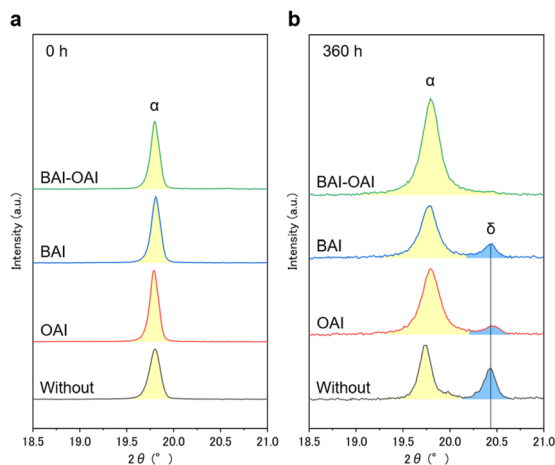 a
0 h
α
BAI-OAI
BAI
OAI
Without
Intensity (a.u.)
18.5 19.0 19.5 20.0 20.5 21.0
2θ (°)
b
360 h
α
BAI-OAI
δ
BAI
OAI
Without
Intensity (a.u.)
18.5 19.0 19.5 20.0 20.5 21.0
2θ (°)